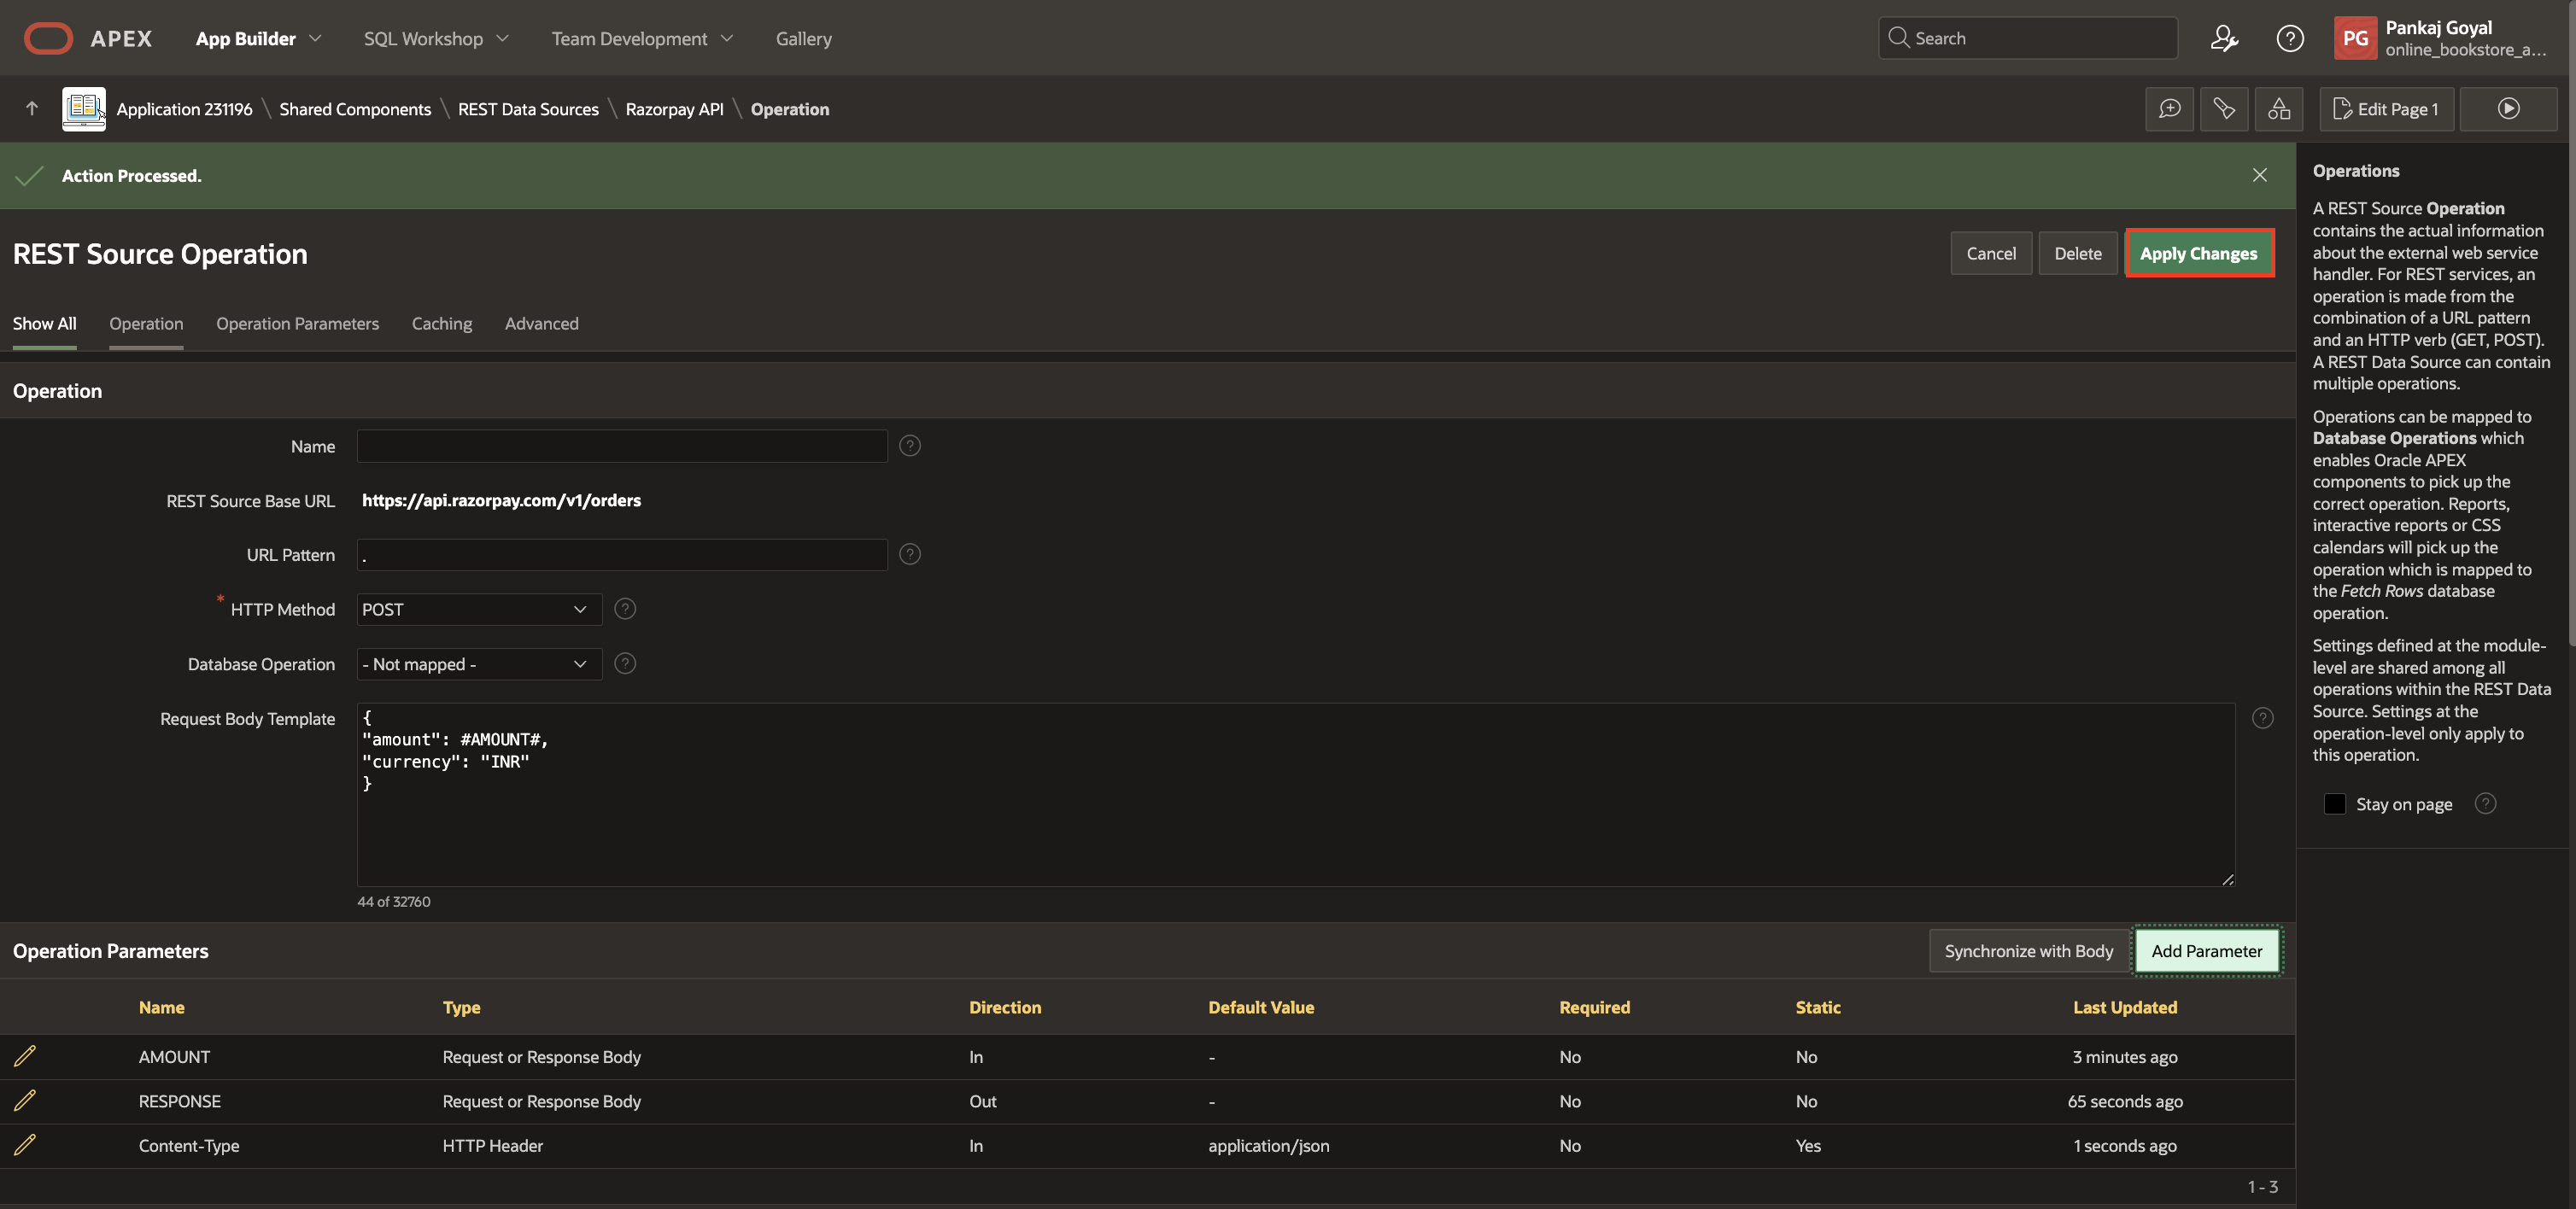 APEX App Builder SQL Workshop Team Development Gallery Search Pankaj Goyal
PG
online_bookstore_a...
Application 231196 \ Shared Components \ REST Data Sources \ Razorpay API \ Operation Edit Page 1
Action Processed.
REST Source Operation Cancel Delete Apply Changes
Show All Operation Operation Parameters Caching Advanced
Operation
Name
REST Source Base URL https://api.razorpay.com/v1/orders
URL Pattern .
* HTTP Method POST
Database Operation - Not mapped -
Request Body Template {
"amount": #AMOUNT#,
"currency": "INR"
}
44 of 32760
Operation Parameters Synchronize with Body Add Parameter
Name Type Direction Default Value Required Static Last Updated
AMOUNT Request or Response Body In - No No 3 minutes ago
RESPONSE Request or Response Body Out - No No 65 seconds ago
Content-Type HTTP Header In application/json No Yes 1 seconds ago
1 - 3
Operations
A REST Source Operation
contains the actual information
about the external web service
handler. For REST services, an
operation is made from the
combination of a URL pattern
and an HTTP verb (GET, POST).
A REST Data Source can contain
multiple operations.
Operations can be mapped to
Database Operations which
enables Oracle APEX
components to pick up the
correct operation. Reports,
interactive reports or CSS
calendars will pick up the
operation which is mapped to
the Fetch Rows database
operation.
Settings defined at the module-
level are shared among all
operations within the REST Data
Source. Settings at the
operation-level only apply to
this operation.
Stay on page